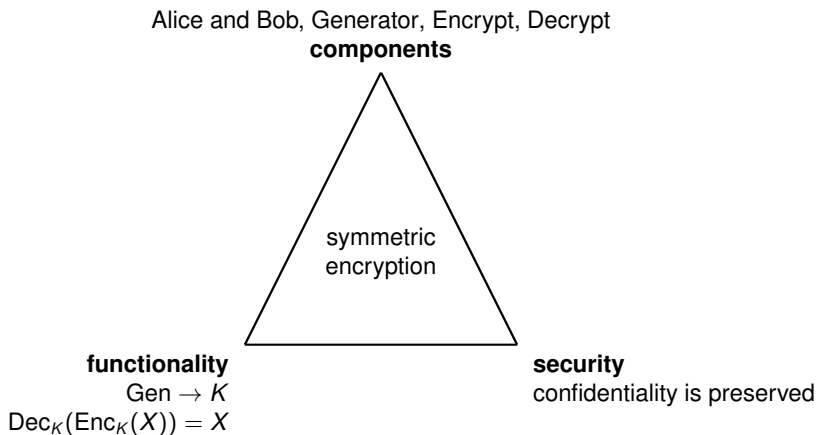 Alice and Bob, Generator, Encrypt, Decrypt
components
symmetric
encryption
functionality
Gen → K
Dec_K(Enc_K(X)) = X
security
confidentiality is preserved